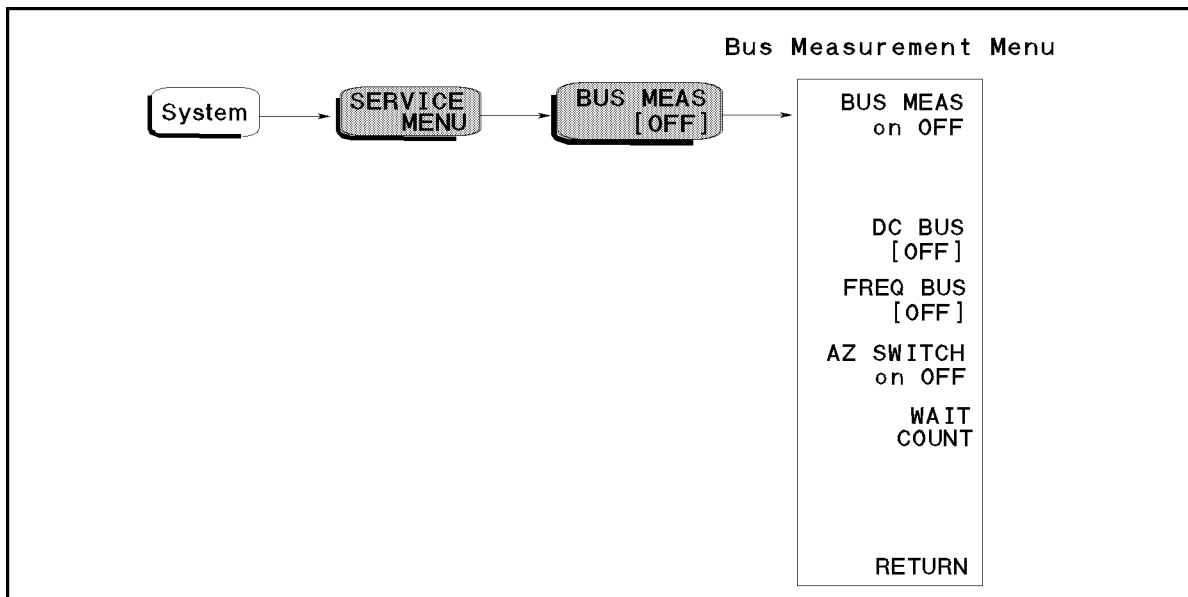 Bus Measurement Menu
System
SERVICE
MENU
BUS MEAS
[OFF]
BUS MEAS
on OFF
DC BUS
[OFF]
FREQ BUS
[OFF]
AZ SWITCH
on OFF
WAIT
COUNT
RETURN